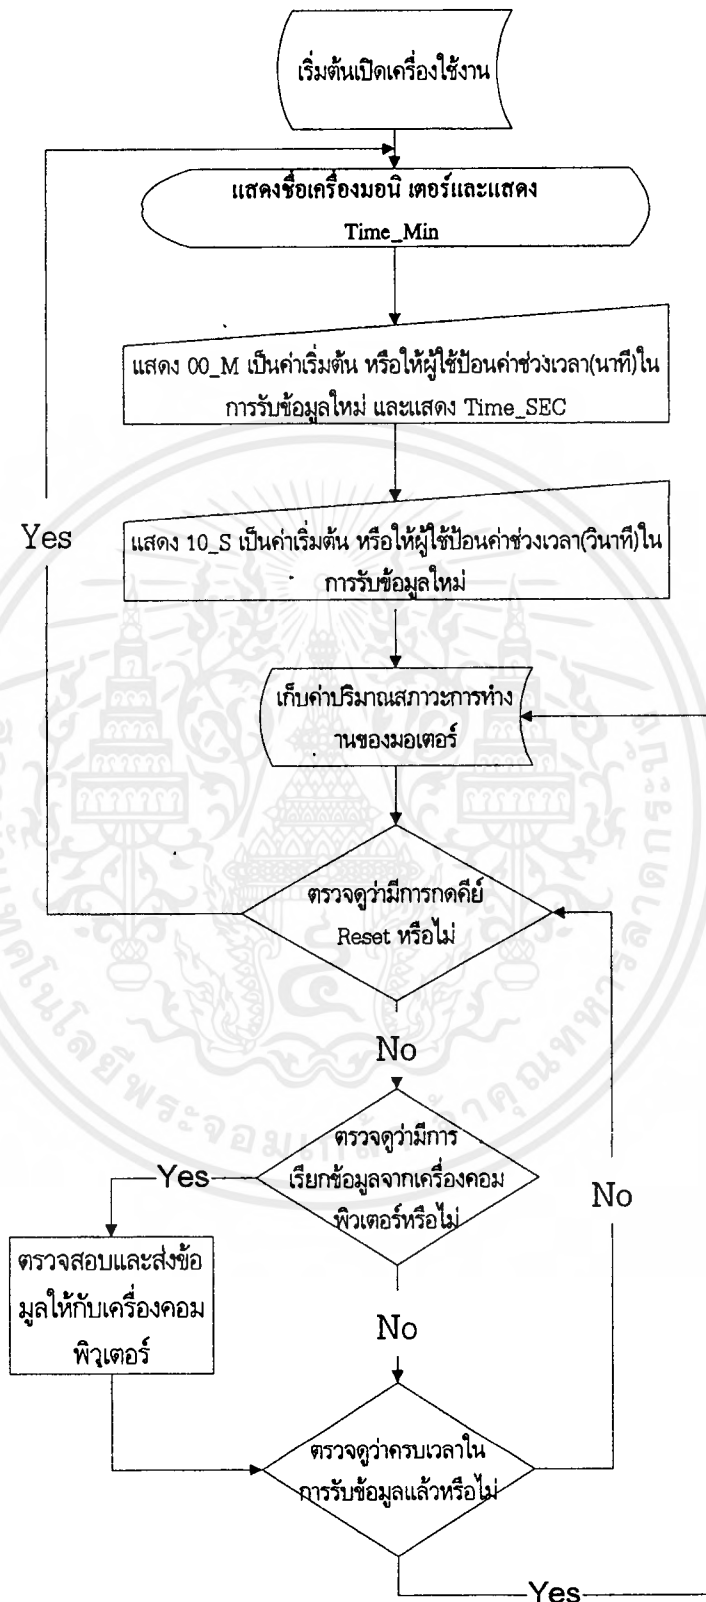 เริ่มต้นเปิดเครื่องใช้งาน
แสดงชื่อเครื่องมอนิ เตอร์และแสดง
Time_Min
แสดง 00_M เป็นค่าเริ่มต้น หรือให้ผู้ใช้ป้อนค่าช่วงเวลา(นาที)ใน
การรับข้อมูลใหม่ และแสดง Time_SEC
Yes
แสดง 10_S เป็นค่าเริ่มต้น หรือให้ผู้ใช้ป้อนค่าช่วงเวลา(วินาที)ใน
การรับข้อมูลใหม่
เก็บค่าปริมาณสภาวะการทำง
านของมอเตอร์
ตรวจดูว่ามีการกดคีย์
Reset หรือไม่
No
ตรวจดูว่ามีการ
เรียกข้อมูลจากเครื่องคอม
พิวเตอร์หรือไม่
Yes
No
ตรวจสอบและส่งข้อ
มูลให้กับเครื่องคอม
พิวเตอร์
No
ตรวจดูว่าครบเวลาใน
การรับข้อมูลแล้วหรือไม่
Yes